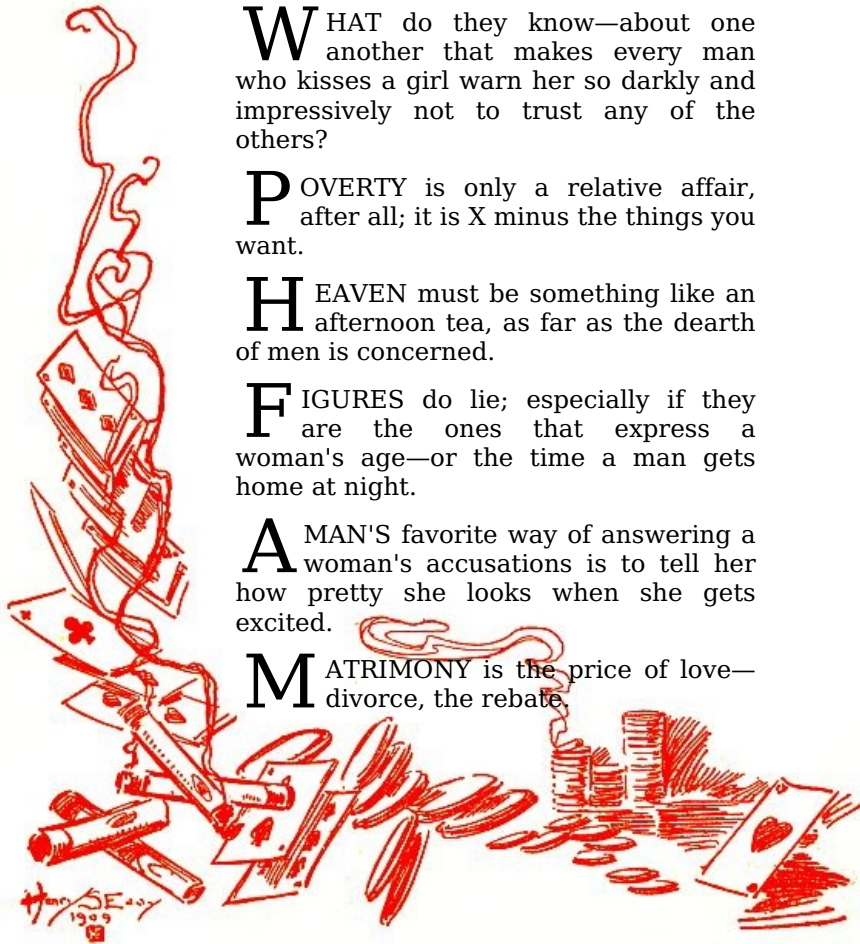 WHAT do they know—about one
another that makes every man
who kisses a girl warn her so darkly and
impressively not to trust any of the
others?
POVERTY is only a relative affair,
after all; it is X minus the things you
want.
HEAVEN must be something like an
afternoon tea, as far as the dearth
of men is concerned.
FIGURES do lie; especially if they
are the ones that express a
woman's age—or the time a man gets
home at night.
A MAN'S favorite way of answering a
woman's accusations is to tell her
how pretty she looks when she gets
excited.
MATRIMONY is the price of love—
divorce, the rebate.
1909